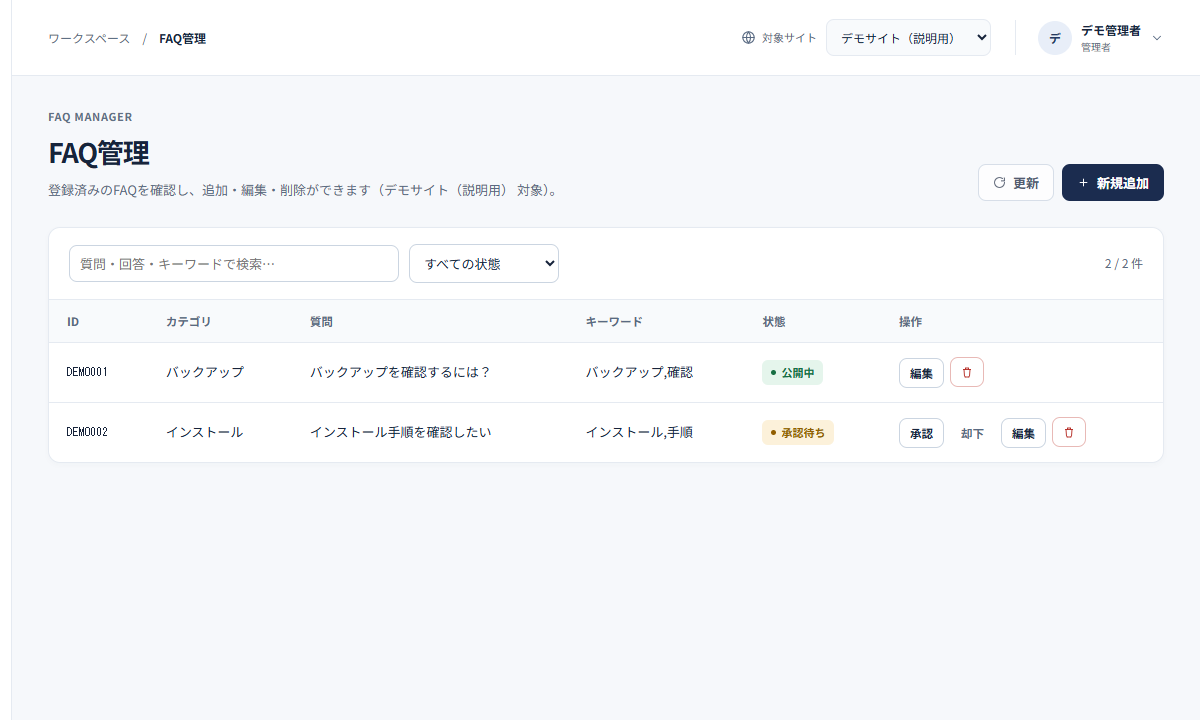 ワークスペース / FAQ管理
対象サイト デモサイト（説明用）
デ デモ管理者
管理者
FAQ MANAGER
FAQ管理
登録済みのFAQを確認し、追加・編集・削除ができます（デモサイト（説明用） 対象）。
更新 + 新規追加
質問・回答・キーワードで検索… すべての状態 2 / 2 件
ID カテゴリ 質問 キーワード 状態 操作
DEMO001 バックアップ バックアップを確認するには？ バックアップ,確認 公開中 編集
DEMO002 インストール インストール手順を確認したい インストール,手順 承認待ち 承認 却下 編集